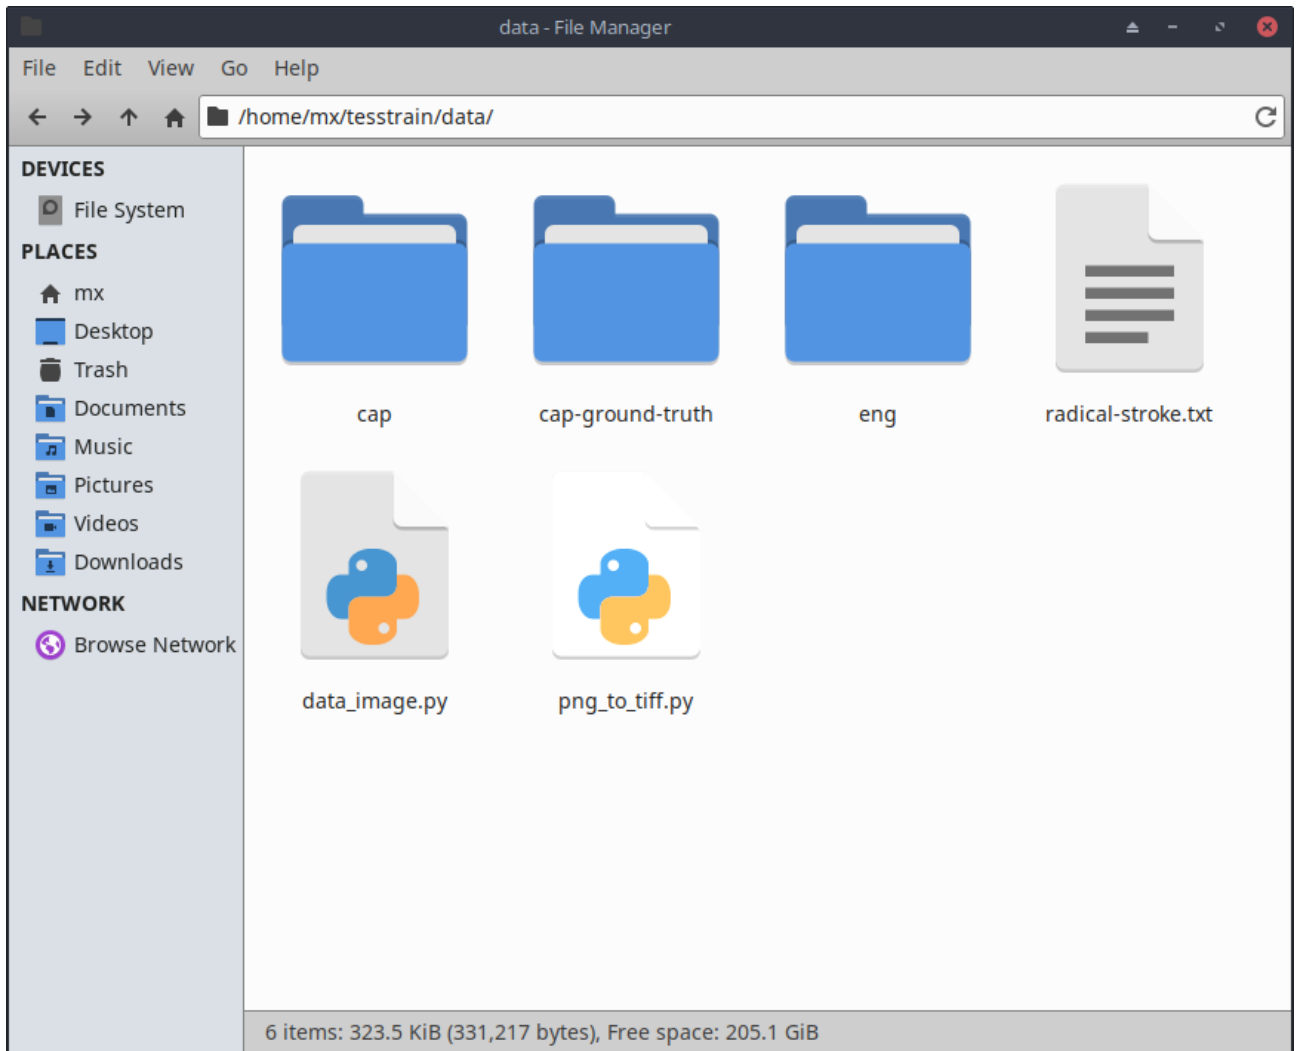 data - File Manager
File Edit View Go Help
/home/mx/tesstrain/data/
DEVICES
File System
PLACES
mx
Desktop
Trash
Documents
Music
Pictures
Videos
Downloads
NETWORK
Browse Network
cap cap-ground-truth eng radical-stroke.txt
data_image.py png_to_tiff.py
6 items: 323.5 KiB (331,217 bytes), Free space: 205.1 GiB